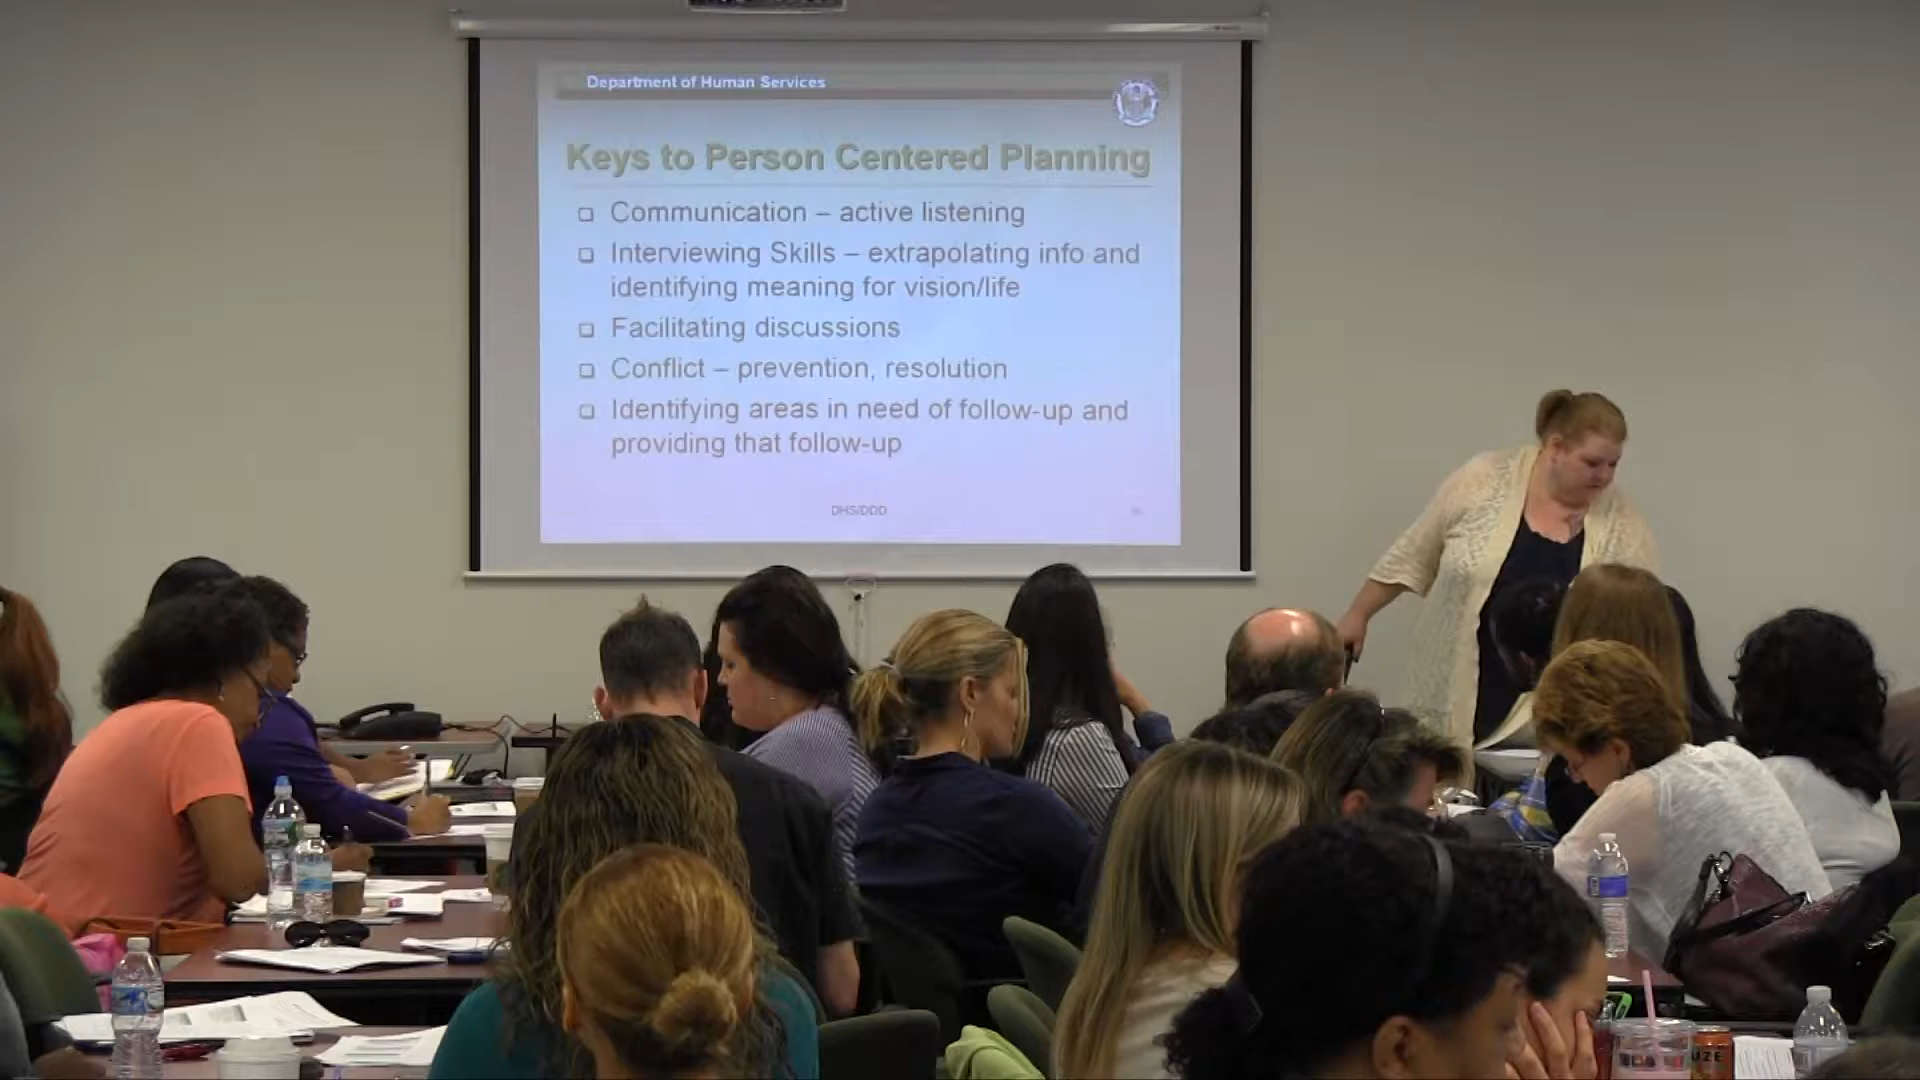 Department of Human Services
Keys to Person Centered Planning
❑ Communication – active listening
❑ Interviewing Skills – extrapolating info and
identifying meaning for vision/life
❑ Facilitating discussions
❑ Conflict – prevention, resolution
❑ Identifying areas in need of follow-up and
providing that follow-up
DHS/DDD
UZE